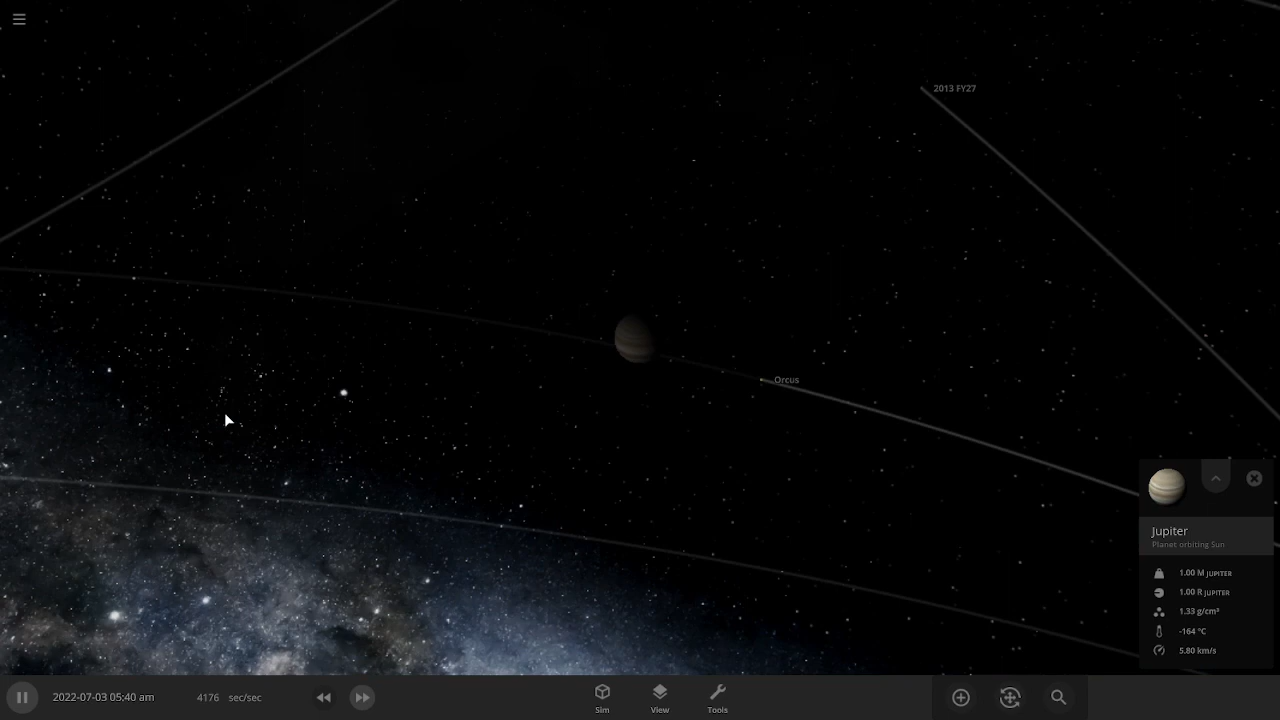 2013 FY27
Orcus
Jupiter
Planet orbiting Sun
1.00 M JUPITER
1.00 R JUPITER
1.33 g/cm³
-164 °C
5.80 km/s
2022-07-03 05:40 am
4176 sec/sec
Sim
View
Tools